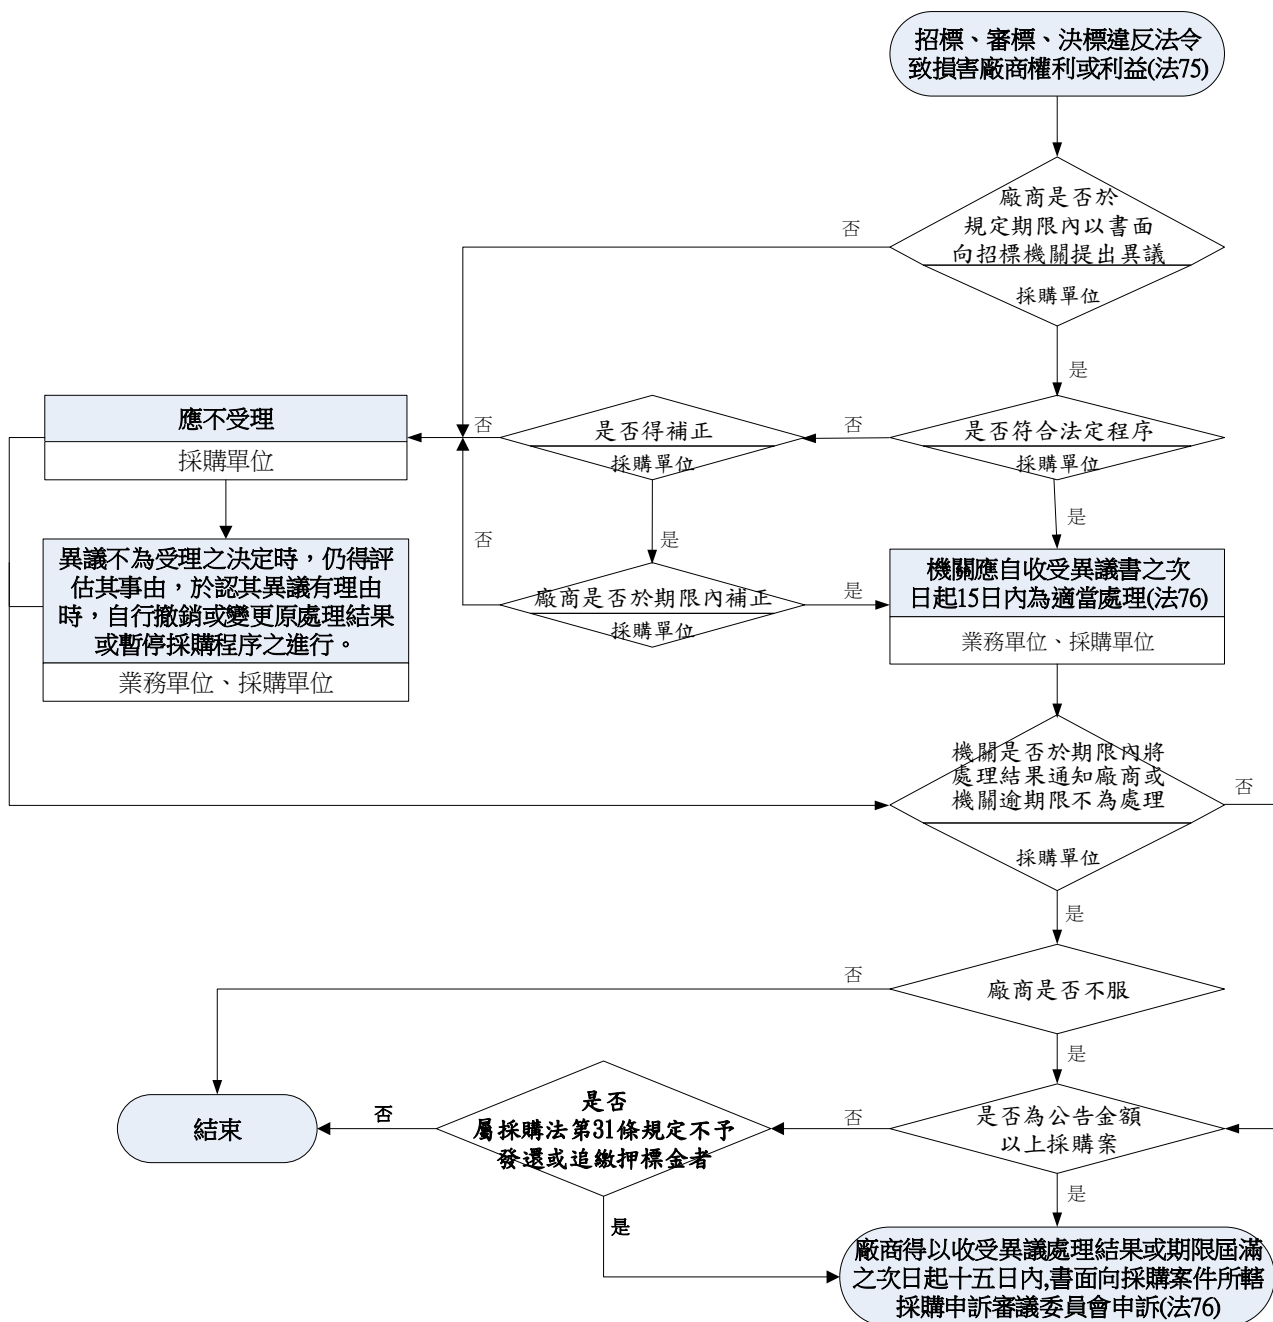 招標、審標、決標違反法令
致損害廠商權利或利益(法75)
廠商是否於
規定期限內以書面
向招標機關提出異議
採購單位
否
是
應不受理
採購單位
否
是否得補正
採購單位
否
是否符合法定程序
採購單位
異議不為受理之決定時，仍得評
估其事由，於認其異議有理由
時，自行撤銷或變更原處理結果
或暫停採購程序之進行。
業務單位、採購單位
否
是
廠商是否於期限內補正
採購單位
是
是
機關應自收受異議書之次
日起15日內為適當處理(法76)
業務單位、採購單位
機關是否於期限內將
處理結果通知廠商或
機關逾期限不為處理
採購單位
否
是
廠商是否不服
否
是
是否為公告金額
以上採購案
否
是
是否
屬採購法第31條規定不予
發還或追繳押標金者
否
是
結束
廠商得以收受異議處理結果或期限屆滿
之次日起十五日內,書面向採購案件所轄
採購申訴審議委員會申訴(法76)